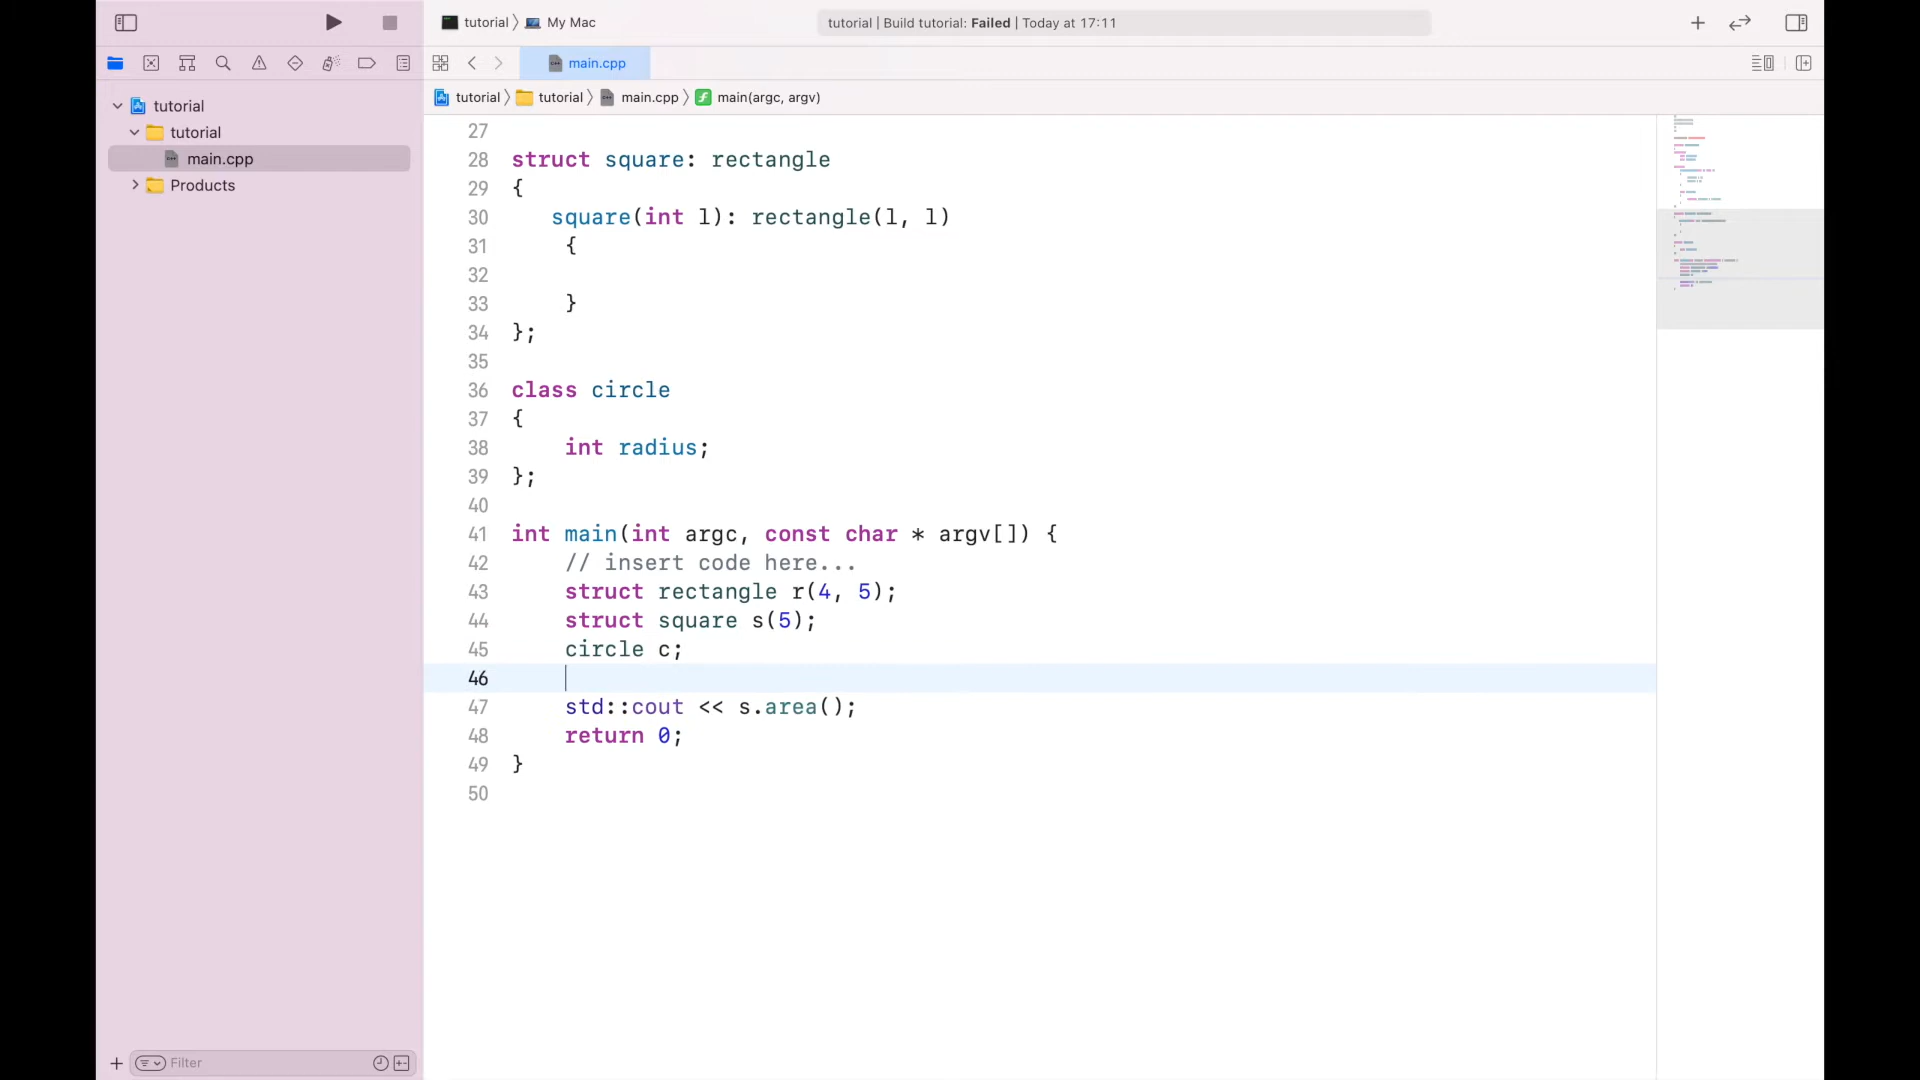 tutorial 〉 My Mac
tutorial | Build tutorial: Failed | Today at 17:11
main.cpp
tutorial 〉 tutorial 〉 main.cpp 〉 main(argc, argv)
tutorial
tutorial
main.cpp
Products
27
28 struct square: rectangle
29 {
30 square(int l): rectangle(l, l)
31 {
32
33 }
34 };
35
36 class circle
37 {
38 int radius;
39 };
40
41 int main(int argc, const char * argv[]) {
42 // insert code here...
43 struct rectangle r(4, 5);
44 struct square s(5);
45 circle c;
46
47 std::cout << s.area();
48 return 0;
49 }
50
Filter